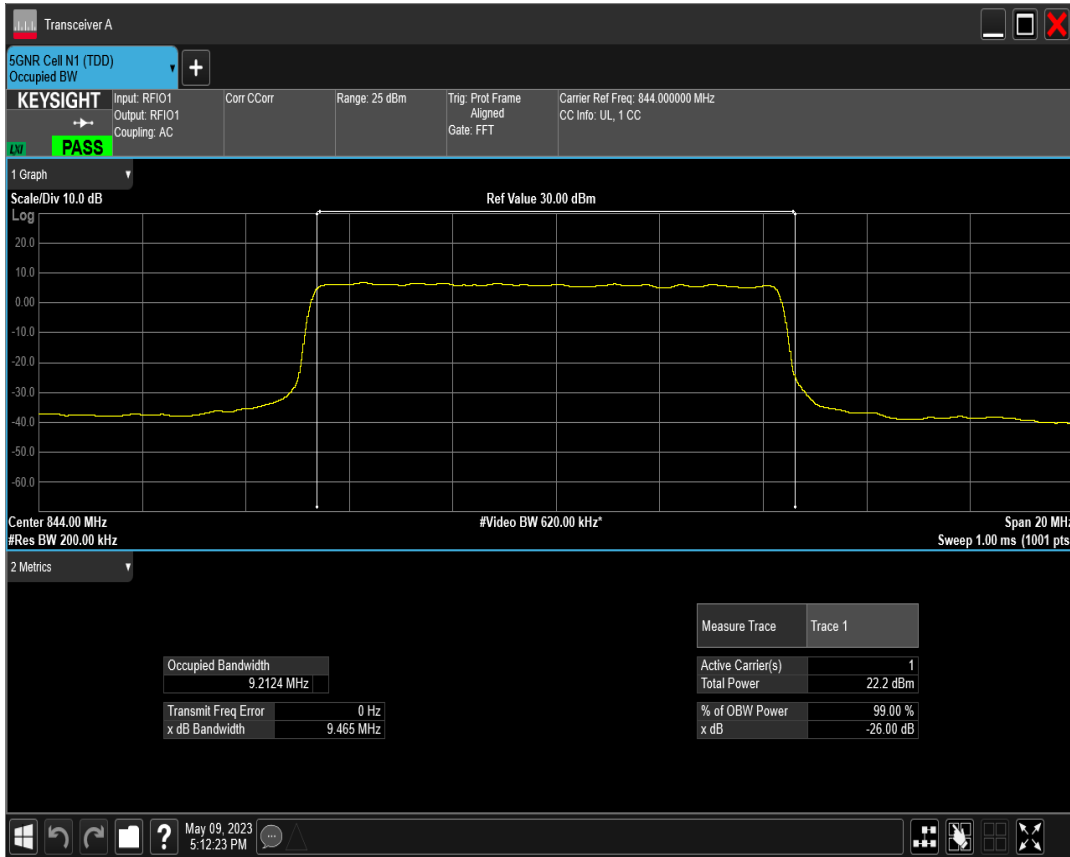 Transceiver A
5GNR Cell N1 (TDD)
Occupied BW
+
KEYSIGHT
LXI
PASS
Input: RFIO1
Output: RFIO1
Coupling: AC
Corr CCorr
Range: 25 dBm
Trig: Prot Frame
Aligned
Gate: FFT
Carrier Ref Freq: 844.000000 MHz
CC Info: UL, 1 CC
1 Graph
Scale/Div 10.0 dB
Ref Value 30.00 dBm
Log
20.0
10.0
0.00
-10.0
-20.0
-30.0
-40.0
-50.0
-60.0
Center 844.00 MHz
#Video BW 620.00 kHz*
Span 20 MHz
#Res BW 200.00 kHz
Sweep 1.00 ms (1001 pts
2 Metrics
Measure Trace Trace 1
Occupied Bandwidth
9.2124 MHz
Active Carrier(s) 1
Total Power 22.2 dBm
Transmit Freq Error 0 Hz
x dB Bandwidth 9.465 MHz
% of OBW Power 99.00 %
x dB -26.00 dB
?
May 09, 2023
5:12:23 PM